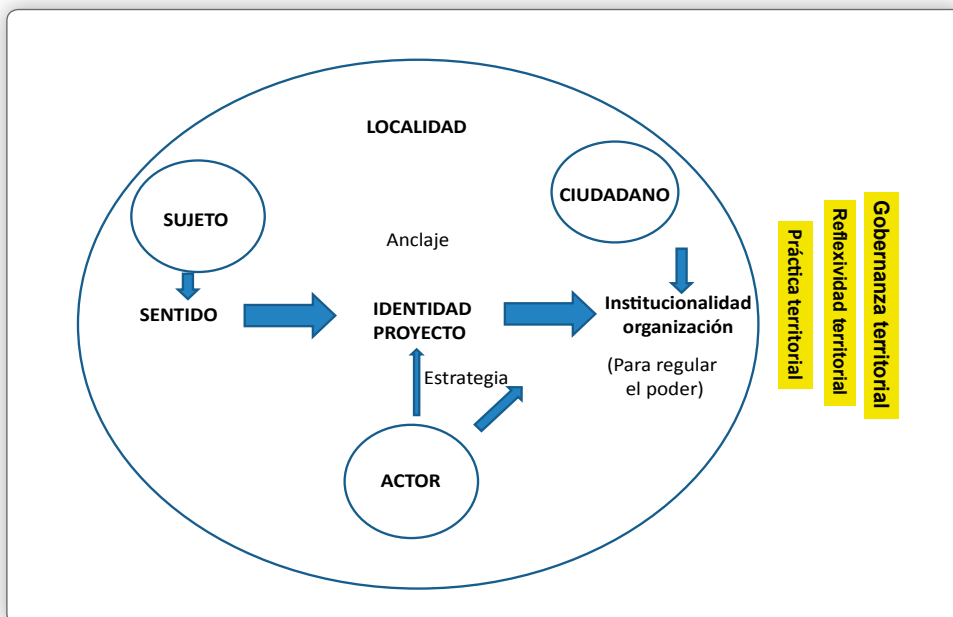 LOCALIDAD
SUJETO
CIUDADANO
Anclaje
SENTIDO
IDENTIDAD
PROYECTO
Institucionalidad
organización
(Para regular
el poder)
Estrategia
ACTOR
Práctica territorial
Reflexividad territorial
Gobernanza territorial